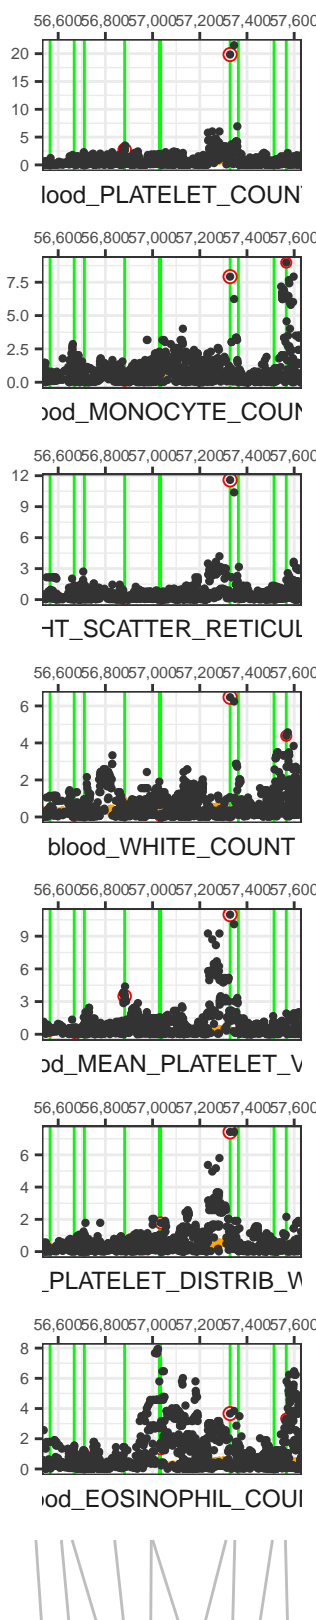 56,600 56,800 57,000 57,200 57,400 57,600
20
15
10
5
0
lood_PLATELET_COUN
56,600 56,800 57,000 57,200 57,400 57,600
7.5
5.0
2.5
0.0
ood_MONOCYTE_COUN
56,600 56,800 57,000 57,200 57,400 57,600
12
9
6
3
0
HT_SCATTER_RETICUL
56,600 56,800 57,000 57,200 57,400 57,600
6
4
2
0
blood_WHITE_COUNT
56,600 56,800 57,000 57,200 57,400 57,600
9
6
3
0
od_MEAN_PLATELET_V
56,600 56,800 57,000 57,200 57,400 57,600
6
4
2
0
_PLATELET_DISTRIB_W
56,600 56,800 57,000 57,200 57,400 57,600
8
6
4
2
0
ood_EOSINOPHIL_COU